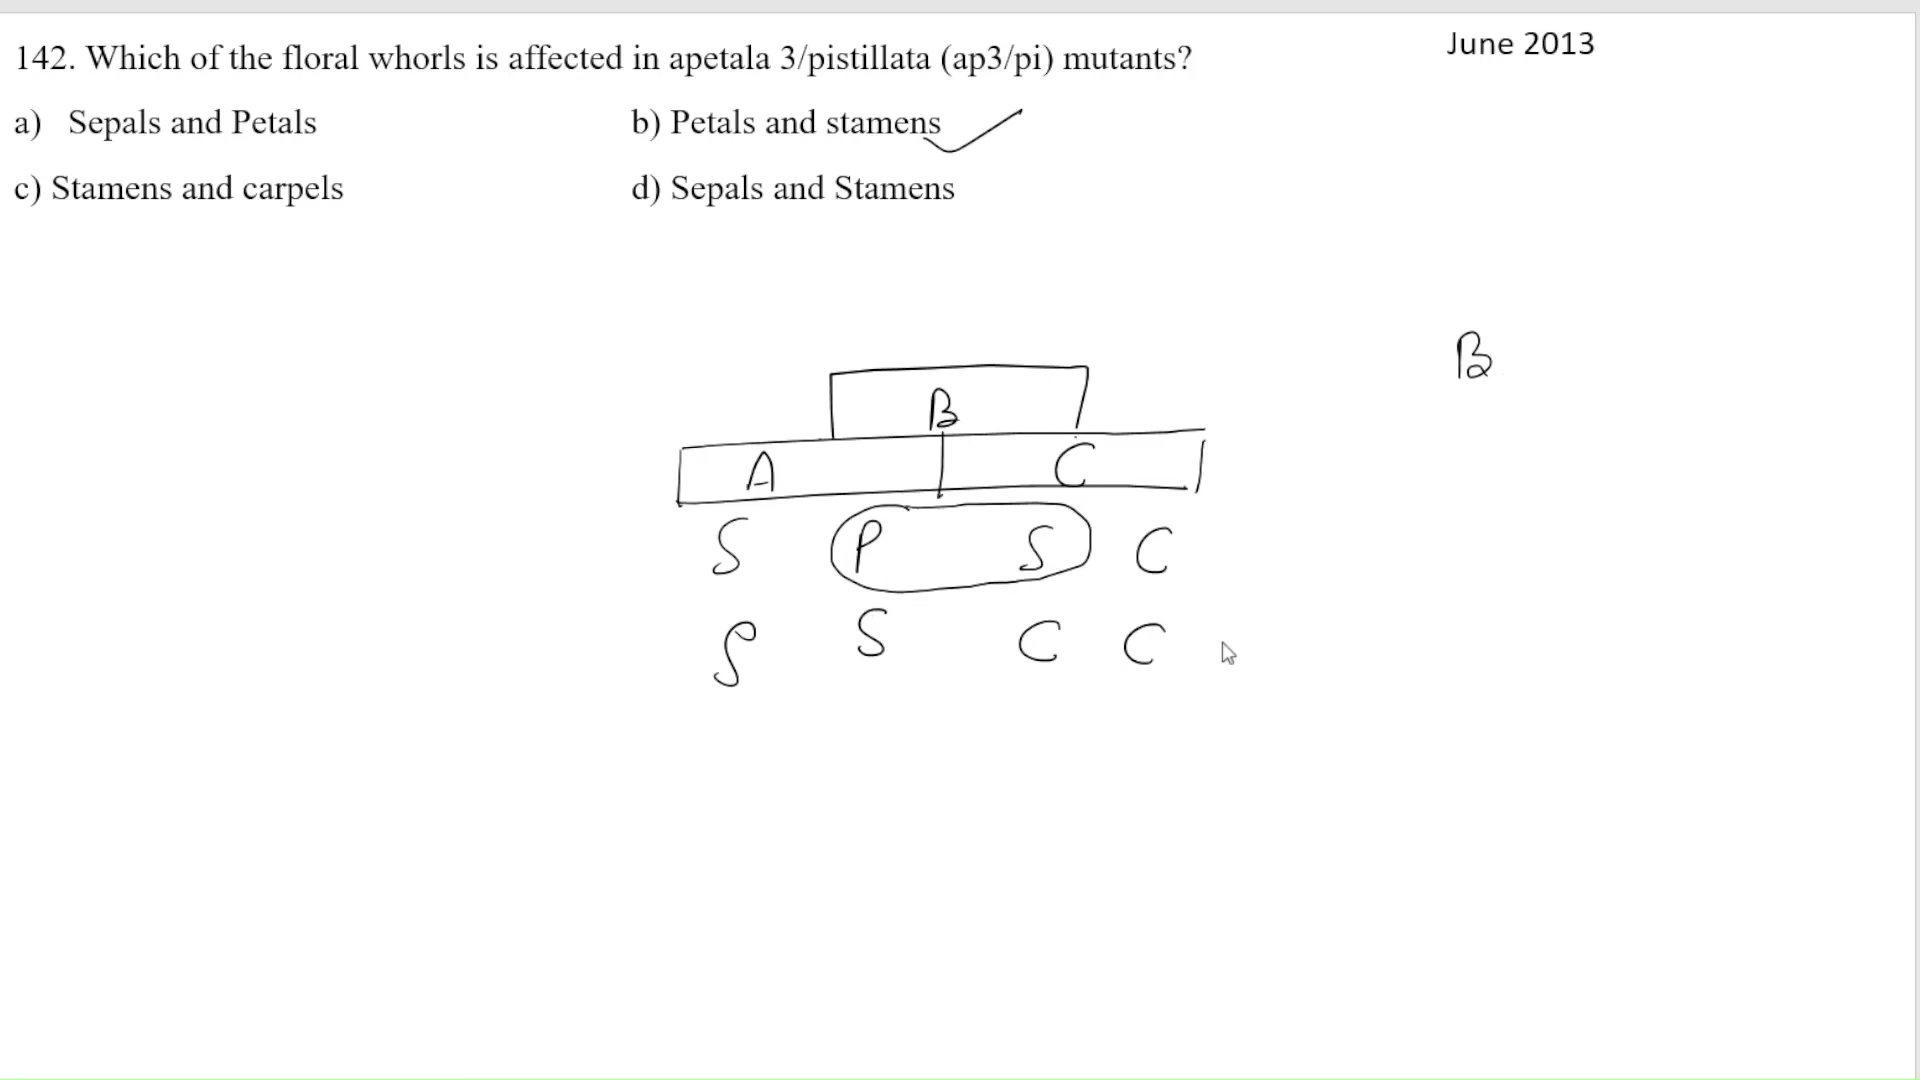 142. Which of the floral whorls is affected in apetala 3/pistillata (ap3/pi) mutants?
June 2013
a) Sepals and Petals
b) Petals and stamens
c) Stamens and carpels
d) Sepals and Stamens
B
B
A C
S P S C
S S C C